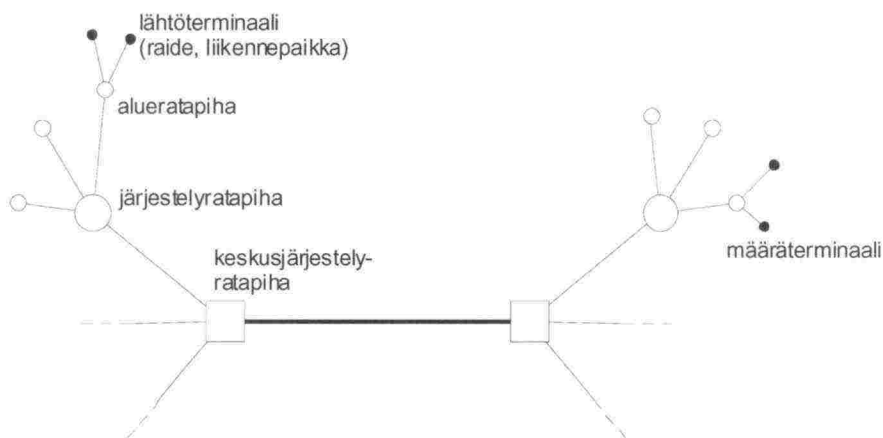 lähtöterminaali
(raide, liikennepaikka)
alueratapiha
järjestelyratapiha
keskusjärjestely-
ratapiha
määräterminaali